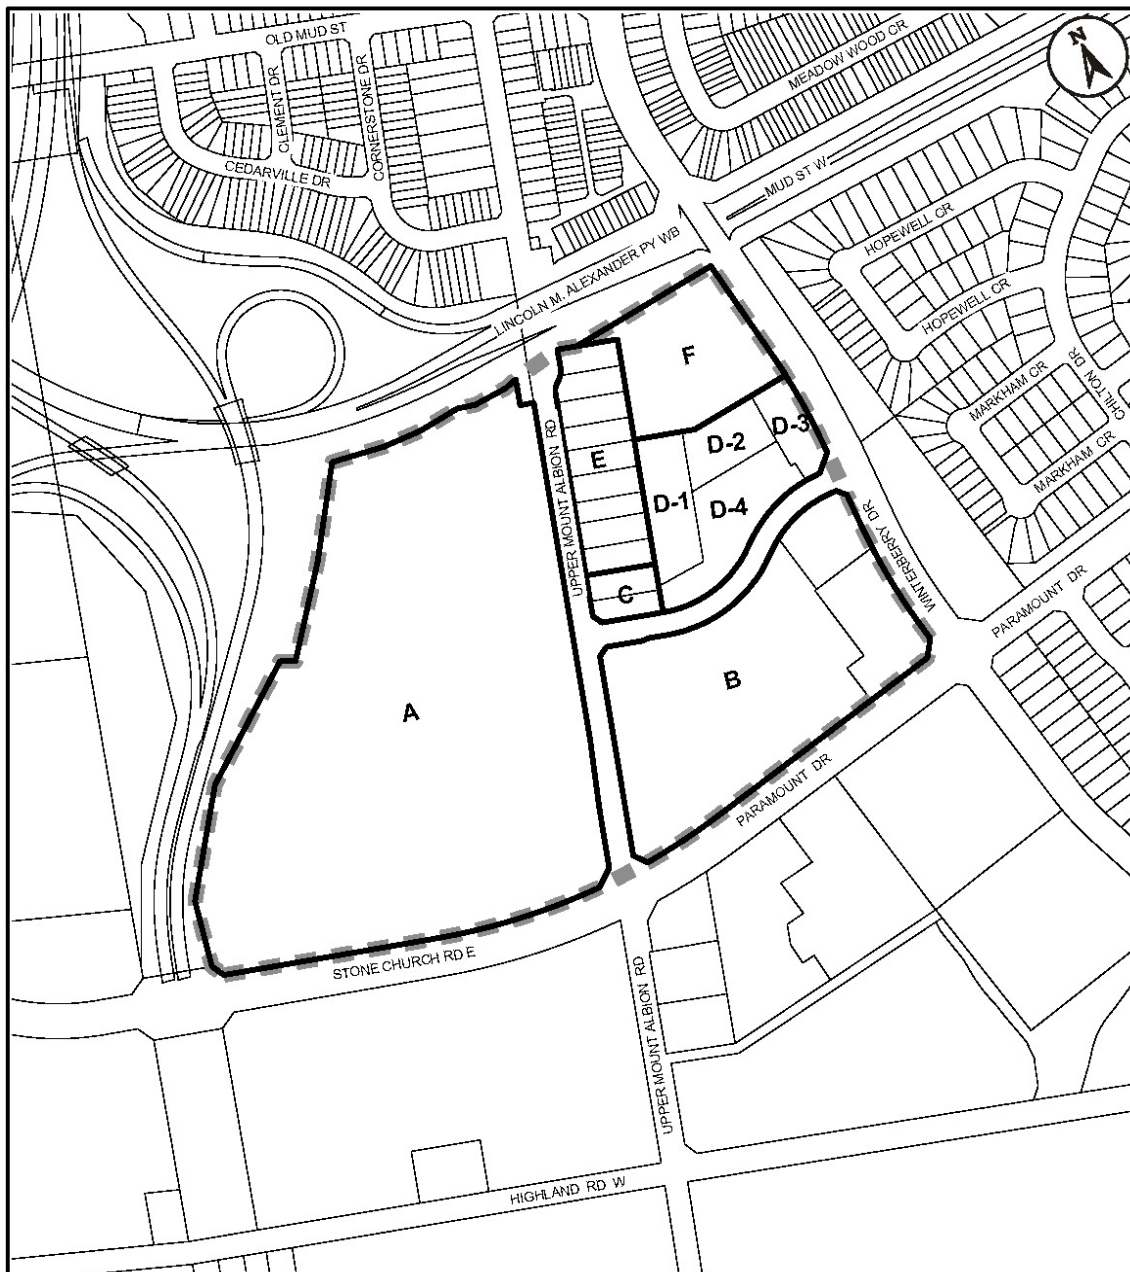 OLD MUD ST
MEADOW WOOD CR
N
CLEMENT DR
CORNERSTONE DR
CEDARVILLE DR
MUD ST W
HOPEWELL CR
LINCOLN M. ALEXANDER PY WB
HOPEWELL CR
F
MARKHAM CR
CHILTON DR
D-3
D-2
UPPER MOUNT ALBION RD
E
MARKHAM CR
D-1
D-4
WINTERBERRY DR
C
PARAMOUNT DR
B
A
PARAMOUNT DR
STONE CHURCH RD E
UPPER MOUNT ALBION RD
HIGHLAND RD W